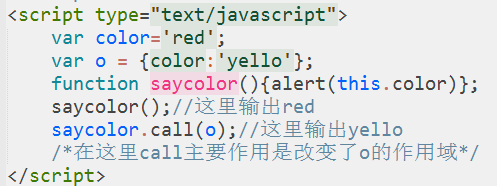 <script type="text/javascript">
var color='red';
var o = {color:'yello'};
function saycolor(){alert(this.color)};
saycolor();//这里输出red
saycolor.call(o);//这里输出yello
/*在这里call主要作用是改变了o的作用域*/
</script>